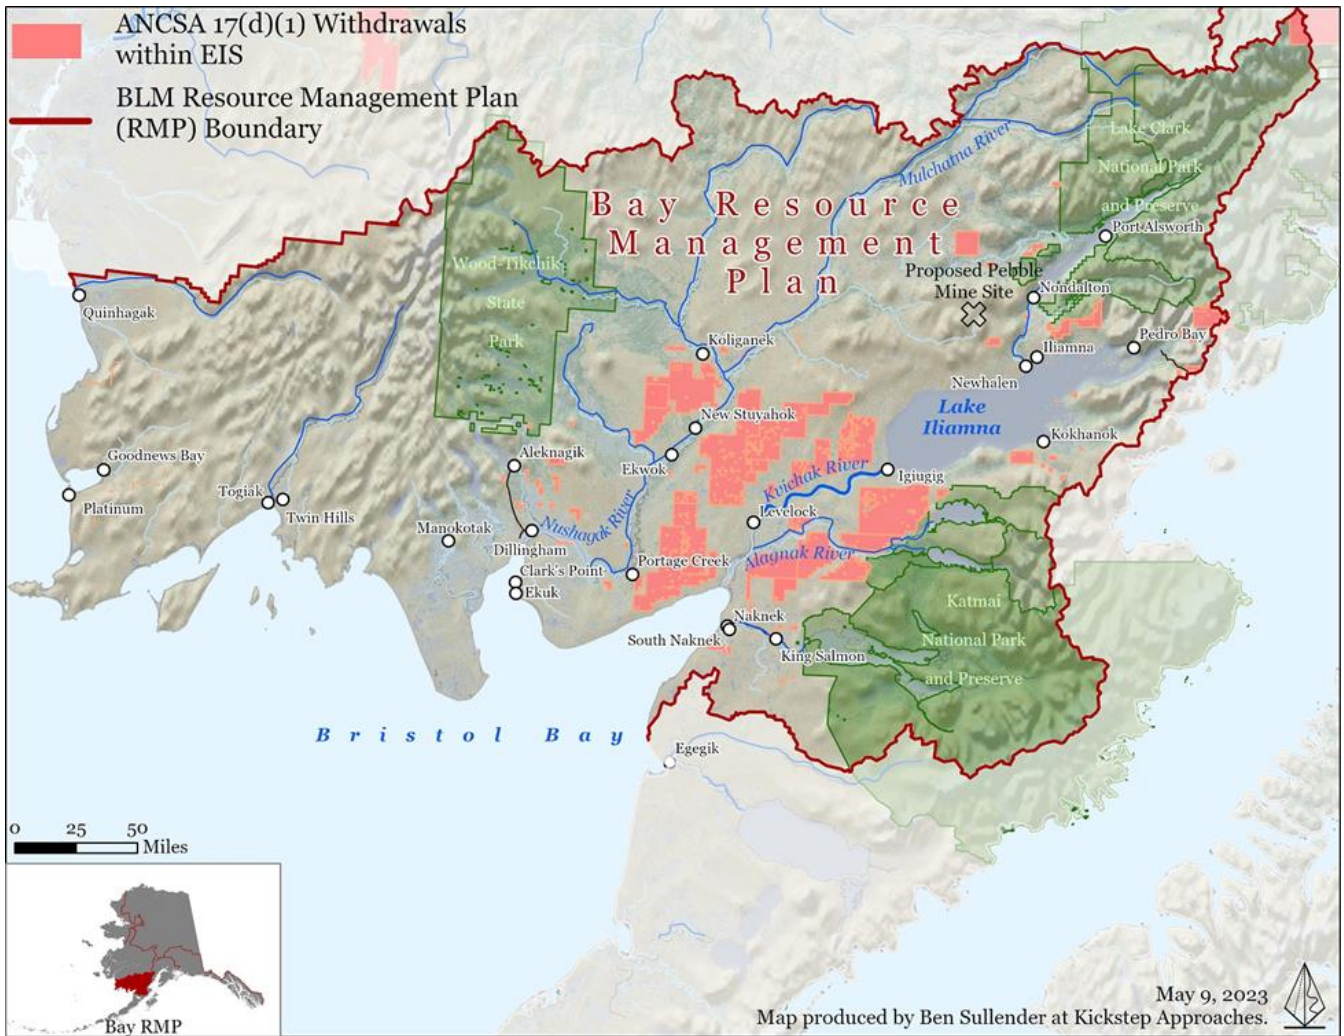 ANCSA 17(d)(1) Withdrawals
within EIS
BLM Resource Management Plan
(RMP) Boundary
Mulchatna River
Lake Clark
National Park
and Preserve
Port Alsworth
Bay Resource
Management
Plan
Proposed Pebble
Mine Site
Nondalton
Wood-Tikchik
State
Park
Quinhagak
Koliganek
Iliamna
Pedro Bay
Newhalen
Lake
Iliamna
New Stuyahok
Kokhanok
Goodnews Bay
Aleknagik
Ekwok
Kvichak River
Igiugig
Platinum
Togiak
Twin Hills
Nushagak River
Levelock
Manokotak
Dillingham
Alagnak River
Clark's Point
Portage Creek
Ekuk
Katmai
National Park
and Preserve
Naknek
South Naknek
King Salmon
Bristol Bay
Egegik
0 25 50
Miles
Bay RMP
May 9, 2023
Map produced by Ben Sullender at Kickstep Approaches.